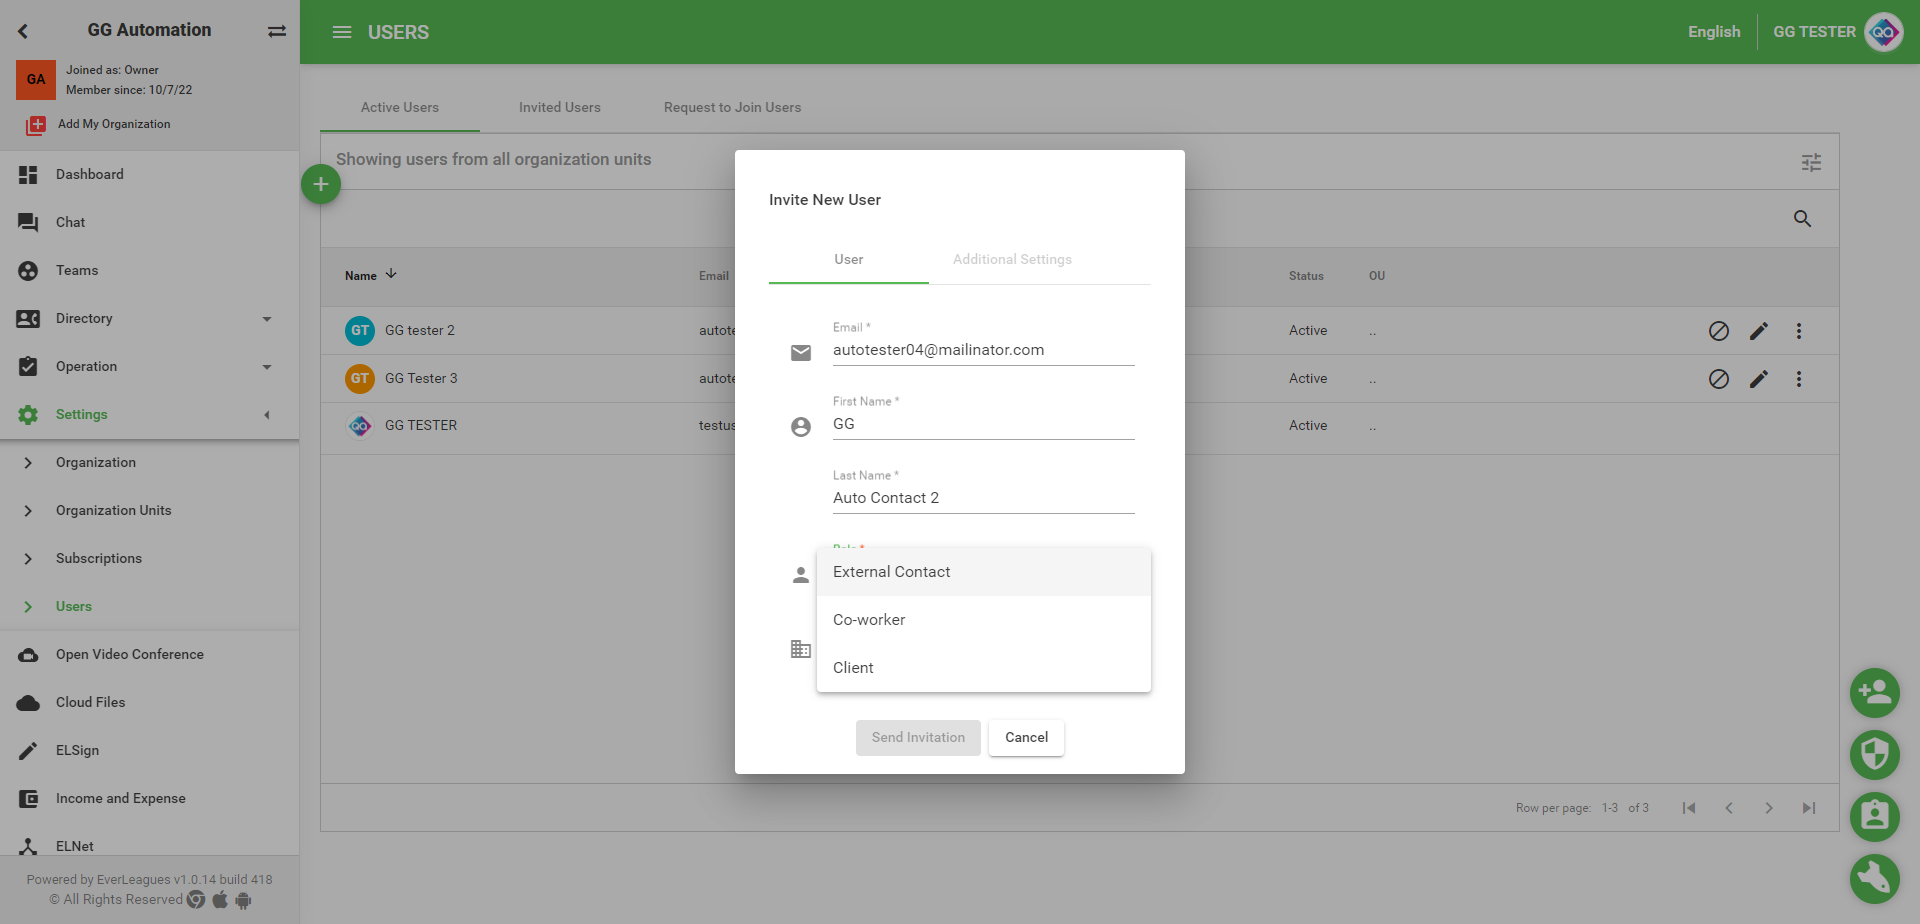 GG Automation
GA
Joined as: Owner
Member since: 10/7/22
Add My Organization
Dashboard
Chat
Teams
Directory
Operation
Settings
Organization
Organization Units
Subscriptions
Users
Open Video Conference
Cloud Files
ELSign
Income and Expense
ELNet
Powered by EverLeagues v1.0.14 build 418
© All Rights Reserved
USERS
English
GG TESTER
Active Users
Invited Users
Request to Join Users
Showing users from all organization units
Name
Email
Status
OU
GT
GG tester 2
autote
Active
..
GT
GG Tester 3
autote
Active
..
GG TESTER
testus
Active
..
Row per page:
1-3
of 3
Invite New User
User
Additional Settings
Email *
autotester04@mailinator.com
First Name *
GG
Last Name *
Auto Contact 2
Role *
External Contact
Co-worker
Client
Send Invitation
Cancel